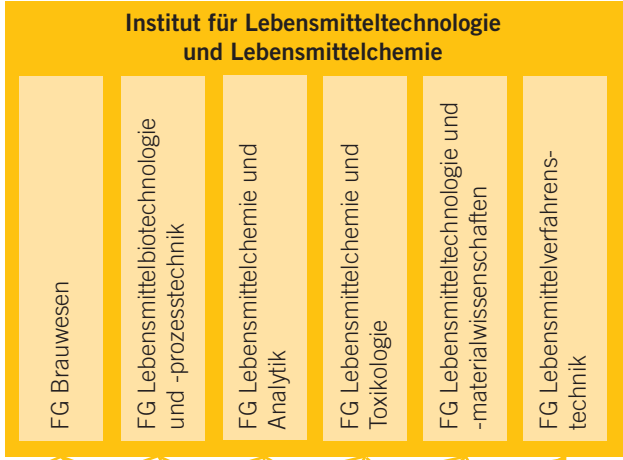 Institut für Lebensmitteltechnologie
und Lebensmittelchemie
FG Brauwesen
FG Lebensmittelbiotechnologie
und -prozesstechnik
FG Lebensmittelchemie und
Analytik
FG Lebensmittelchemie und
Toxikologie
FG Lebensmitteltechnologie und
-materialwissenschaften
FG Lebensmittelverfahrens-
technik